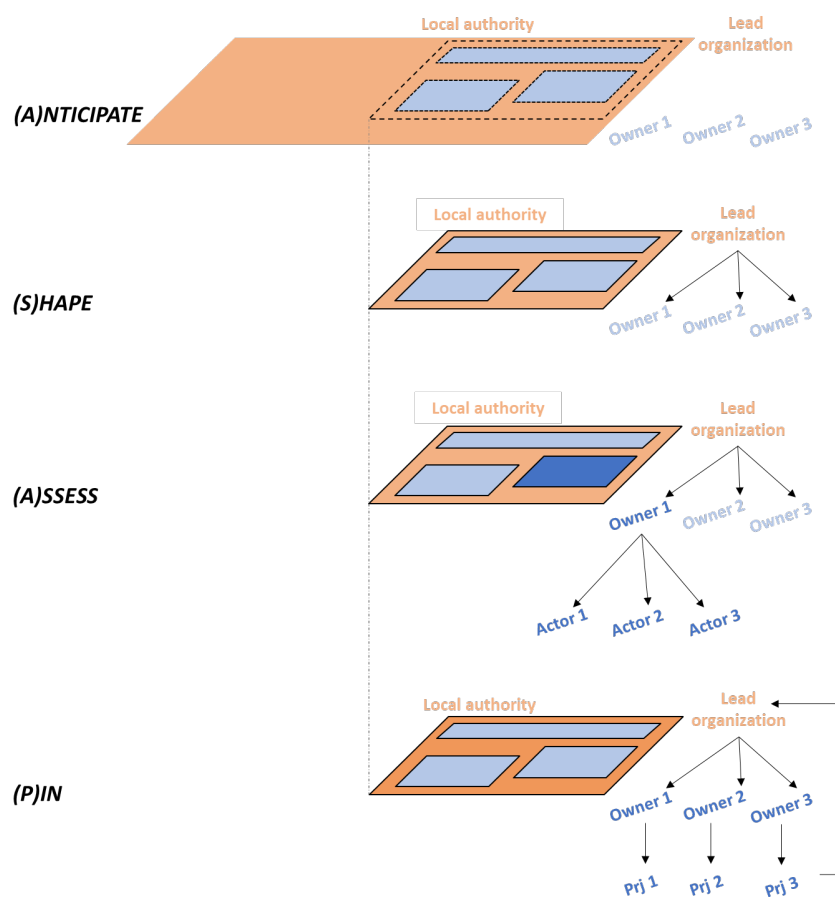 Local authority
Lead
organization
(A)NTICIPATE
Owner 1
Owner 2
Owner 3
Local authority
Lead
organization
(S)HAPE
Owner 1
Owner 2
Owner 3
Local authority
Lead
organization
(A)SSESS
Owner 1
Owner 2
Owner 3
Actor 1
Actor 2
Actor 3
Local authority
Lead
organization
(P)IN
Owner 1
Owner 2
Owner 3
Prj 1
Prj 2
Prj 3